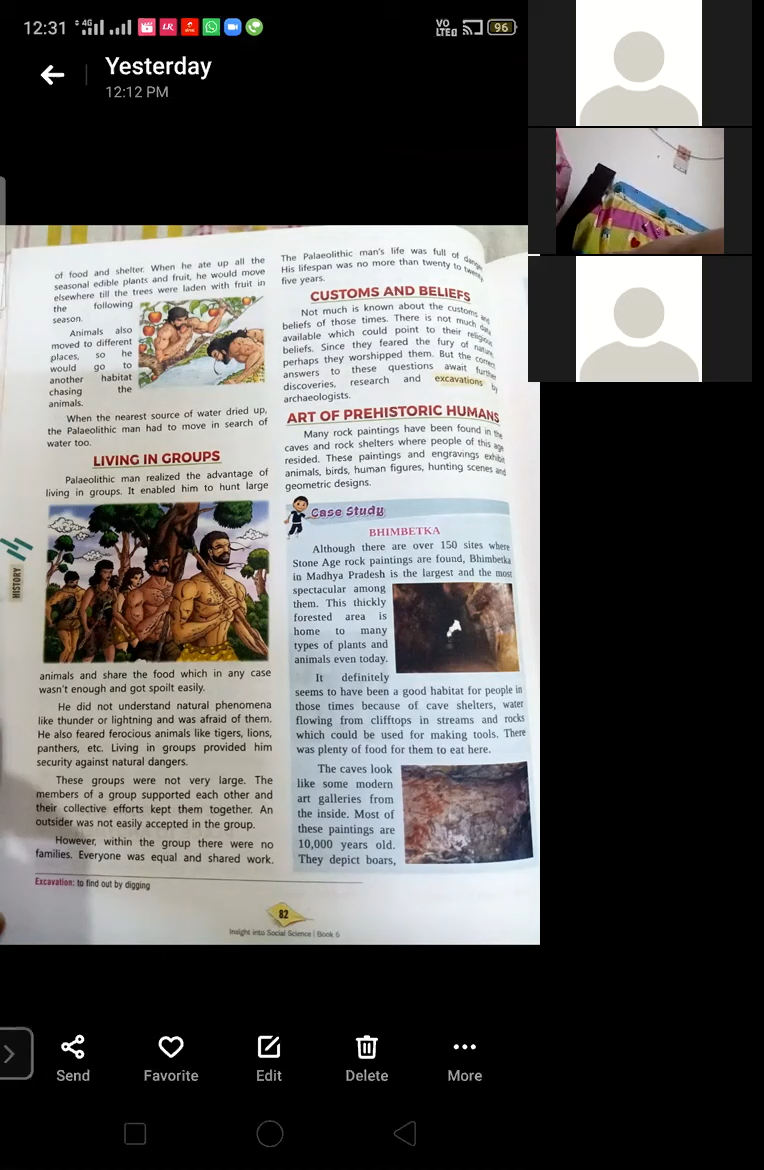 12:31
4G
VO
LTE
96
Yesterday
12:12 PM
of food and shelter. When he ate up all the
seasonal edible plants and fruit, he would move
elsewhere till the trees were laden with fruit in
the following
season.
Animals also
moved to different
places, so he
would go to
another habitat
chasing the
animals.
When the nearest source of water dried up,
the Palaeolithic man had to move in search of
water too.
LIVING IN GROUPS
Palaeolithic man realized the advantage of
living in groups. It enabled him to hunt large
HISTORY
animals and share the food which in any case
wasn't enough and got spoilt easily.
He did not understand natural phenomena
like thunder or lightning and was afraid of them.
He also feared ferocious animals like tigers, lions,
panthers, etc. Living in groups provided him
security against natural dangers.
These groups were not very large. The
members of a group supported each other and
their collective efforts kept them together. An
outsider was not easily accepted in the group.
However, within the group there were no
families. Everyone was equal and shared work.
The Palaeolithic man's life was full of danger
His lifespan was no more than twenty to twenty
five years.
CUSTOMS AND BELIEFS
Not much is known about the customs and
beliefs of those times. There is not much data
available which could point to their religious
beliefs. Since they feared the fury of nature,
perhaps they worshipped them. But the correct
answers to these questions await further
discoveries, research and excavations by
archaeologists.
ART OF PREHISTORIC HUMANS
Many rock paintings have been found in the
caves and rock shelters where people of this age
resided. These paintings and engravings exhibit
animals, birds, human figures, hunting scenes and
geometric designs.
Case Study
BHIMBETKA
Although there are over 150 sites where
Stone Age rock paintings are found, Bhimbetka
in Madhya Pradesh is the largest and the most
spectacular among
them. This thickly
forested area is
home to many
types of plants and
animals even today.
It definitely
seems to have been a good habitat for people in
those times because of cave shelters, water
flowing from clifftops in streams and rocks
which could be used for making tools. There
was plenty of food for them to eat here.
The caves look
like some modern
art galleries from
the inside. Most of
these paintings are
10,000 years old.
They depict boars,
Excavation: to find out by digging
82
Insight into Social Science | Book 6
Send
Favorite
Edit
Delete
More